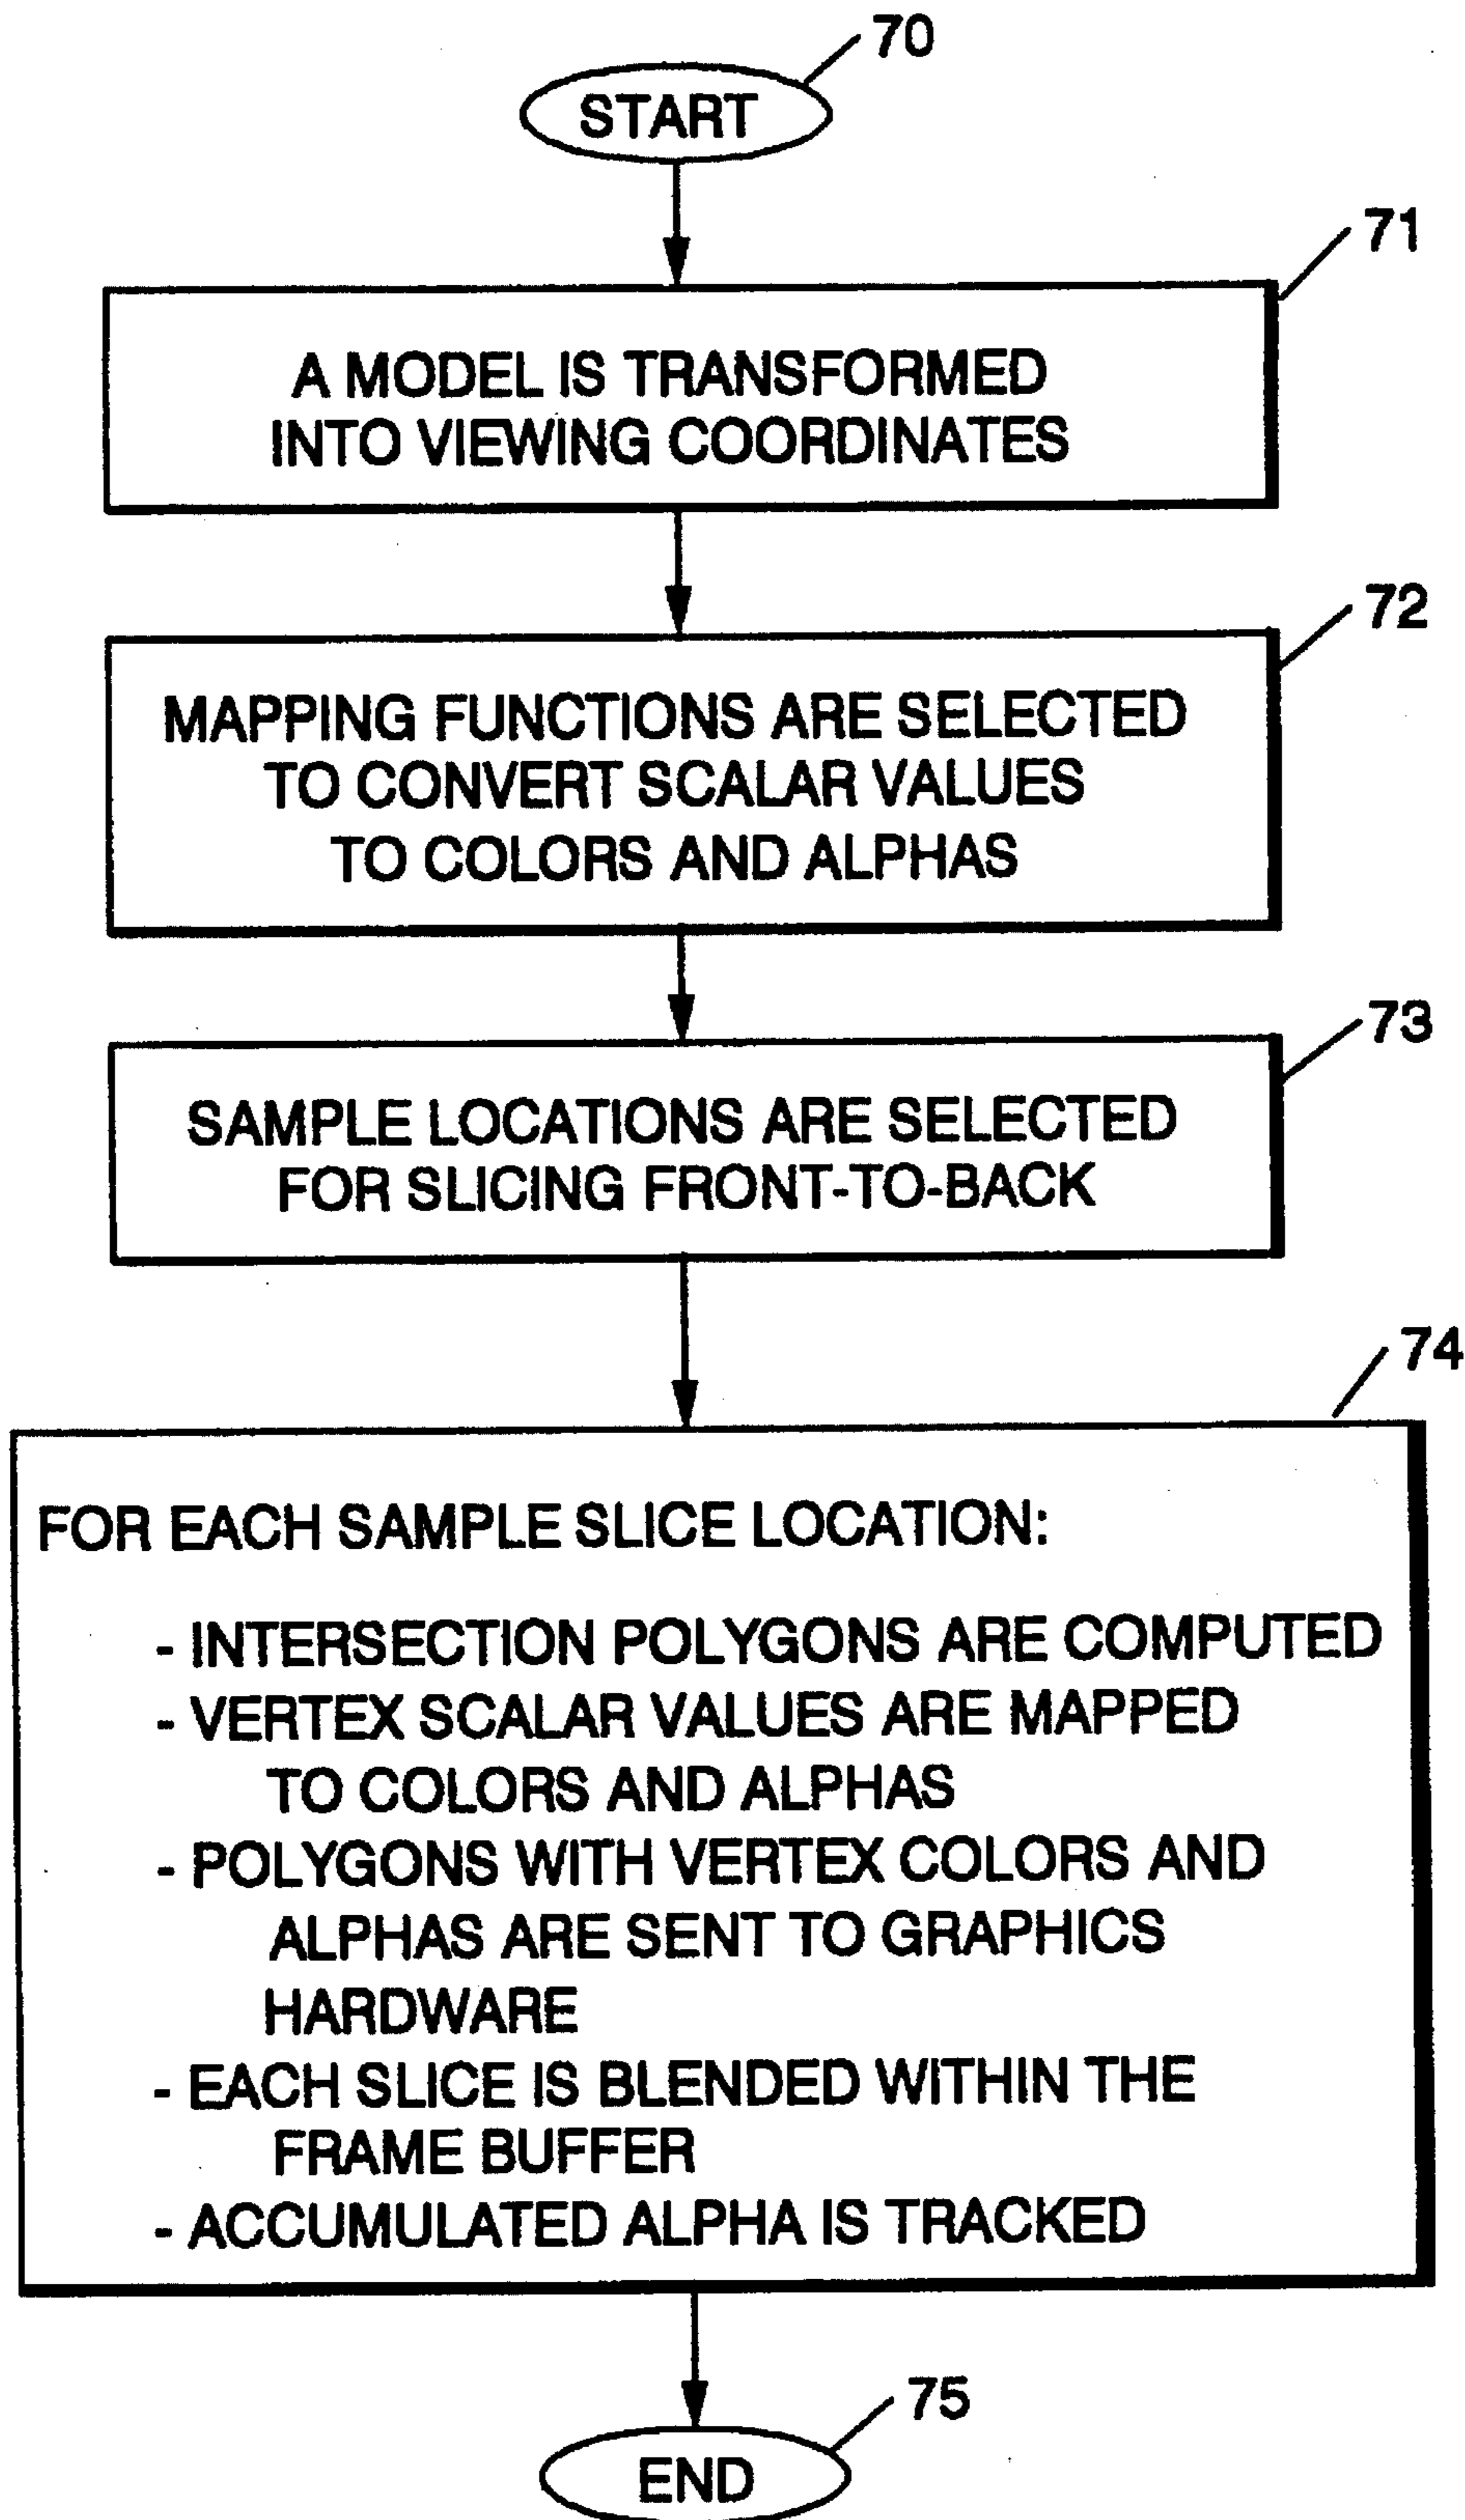 70
START
71
A MODEL IS TRANSFORMED
INTO VIEWING COORDINATES
72
MAPPING FUNCTIONS ARE SELECTED
TO CONVERT SCALAR VALUES
TO COLORS AND ALPHAS
73
SAMPLE LOCATIONS ARE SELECTED
FOR SLICING FRONT-TO-BACK
74
FOR EACH SAMPLE SLICE LOCATION:
- INTERSECTION POLYGONS ARE COMPUTED
- VERTEX SCALAR VALUES ARE MAPPED
TO COLORS AND ALPHAS
- POLYGONS WITH VERTEX COLORS AND
ALPHAS ARE SENT TO GRAPHICS
HARDWARE
- EACH SLICE IS BLENDED WITHIN THE
FRAME BUFFER
- ACCUMULATED ALPHA IS TRACKED
75
END